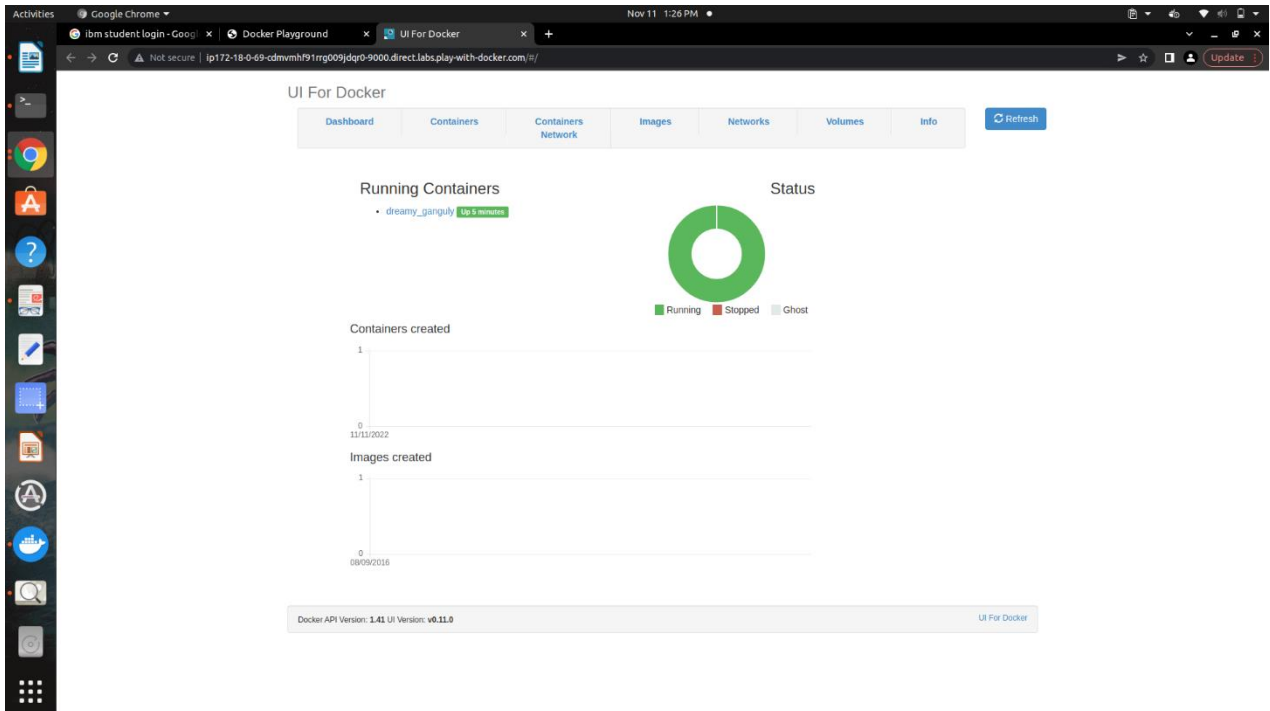 Activities
Google Chrome
Nov 11 1:26 PM
ibm student login - Googl
Docker Playground
UI For Docker
Not secure | ip172-18-0-69-cdmvmhf91rrg009jdqr0-9000.direct.labs.play-with-docker.com/#/
Update
UI For Docker
Dashboard
Containers
Containers
Network
Images
Networks
Volumes
Info
Refresh
Running Containers
dreamy_ganguly Up 5 minutes
Status
Running Stopped Ghost
Containers created
1
0
11/11/2022
Images created
1
0
08/09/2016
Docker API Version: 1.41 UI Version: v0.11.0
UI For Docker